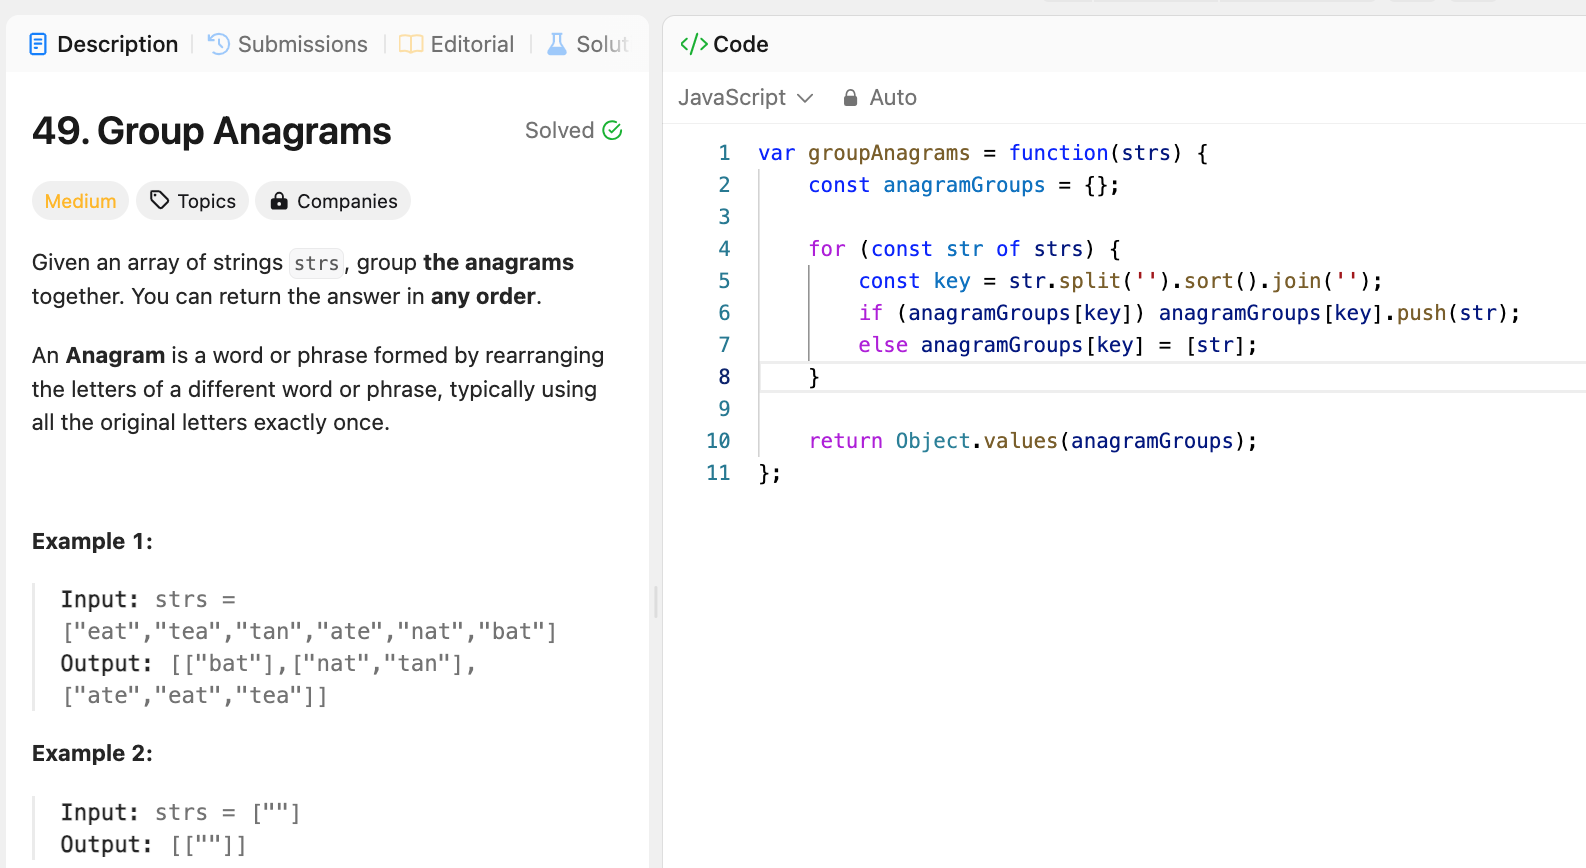 Description
Submissions
Editorial
Solut
49. Group Anagrams
Solved
Medium
Topics
Companies
Given an array of strings strs, group the anagrams
together. You can return the answer in any order.
An Anagram is a word or phrase formed by rearranging
the letters of a different word or phrase, typically using
all the original letters exactly once.
Example 1:
Input: strs =
["eat","tea","tan","ate","nat","bat"]
Output: [["bat"],["nat","tan"],
["ate","eat","tea"]]
Example 2:
Input: strs = [""]
Output: [[""]]
</> Code
JavaScript
Auto
1 var groupAnagrams = function(strs) {
2     const anagramGroups = {};
3
4     for (const str of strs) {
5         const key = str.split('').sort().join('');
6         if (anagramGroups[key]) anagramGroups[key].push(str);
7         else anagramGroups[key] = [str];
8     }
9
10     return Object.values(anagramGroups);
11 };